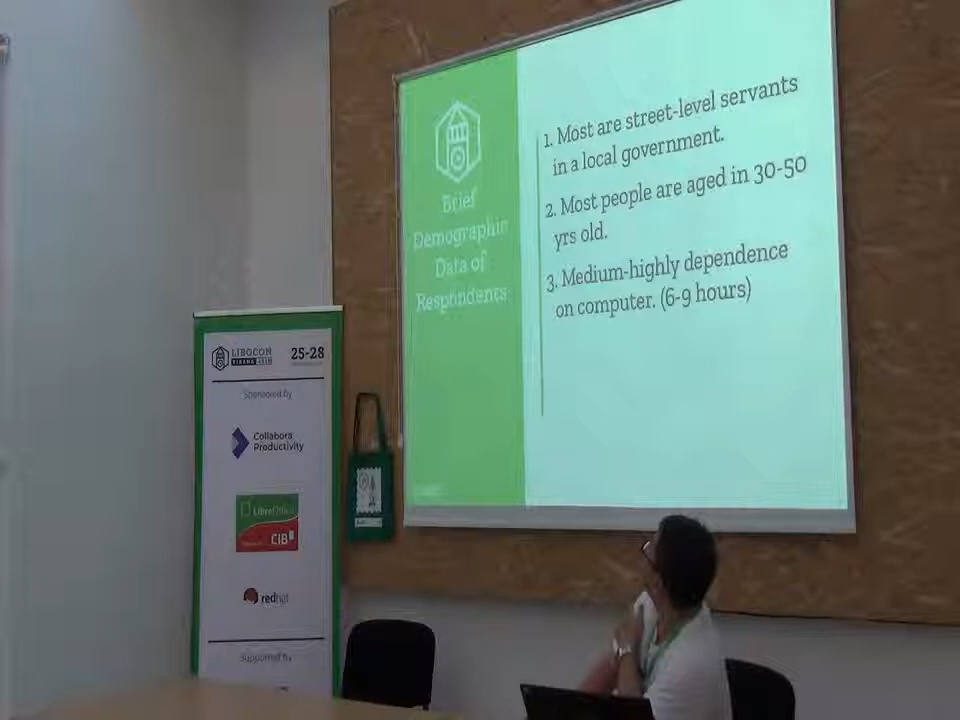 Brief
Demographic
Data of
Respondents
1. Most are street-level servants
in a local government.
2. Most people are aged in 30-50
yrs old.
3. Medium-highly dependence
on computer. (6-9 hours)
LIBOCON
25-28
Sponsored by
Collabora
Productivity
LibreOffice
CIB
redhat
Supported by